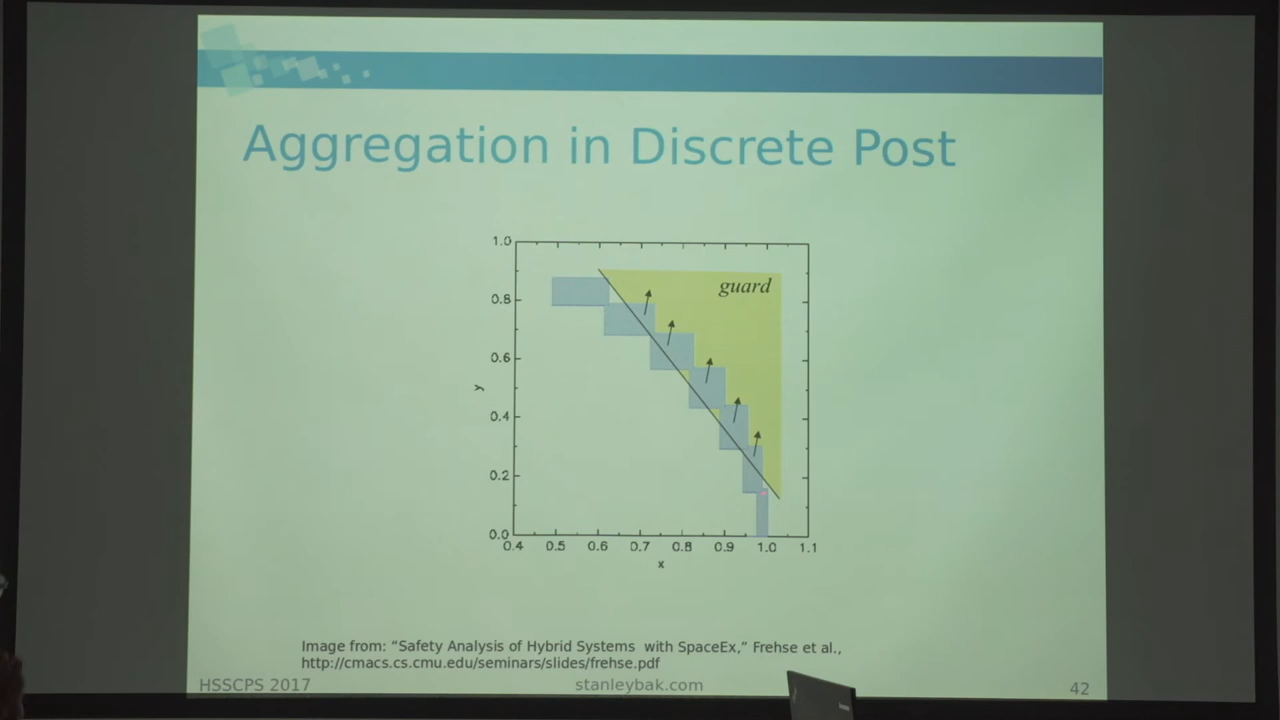 Aggregation in Discrete Post
1.0
0.8
0.6
0.4
0.2
0.0
y
guard
0.4 0.5 0.6 0.7 0.8 0.9 1.0 1.1
x
Image from: “Safety Analysis of Hybrid Systems with SpaceEx,” Frehse et al.,
http://cmacs.cs.cmu.edu/seminars/slides/frehse.pdf
HSSCPS 2017 stanleybak.com 42